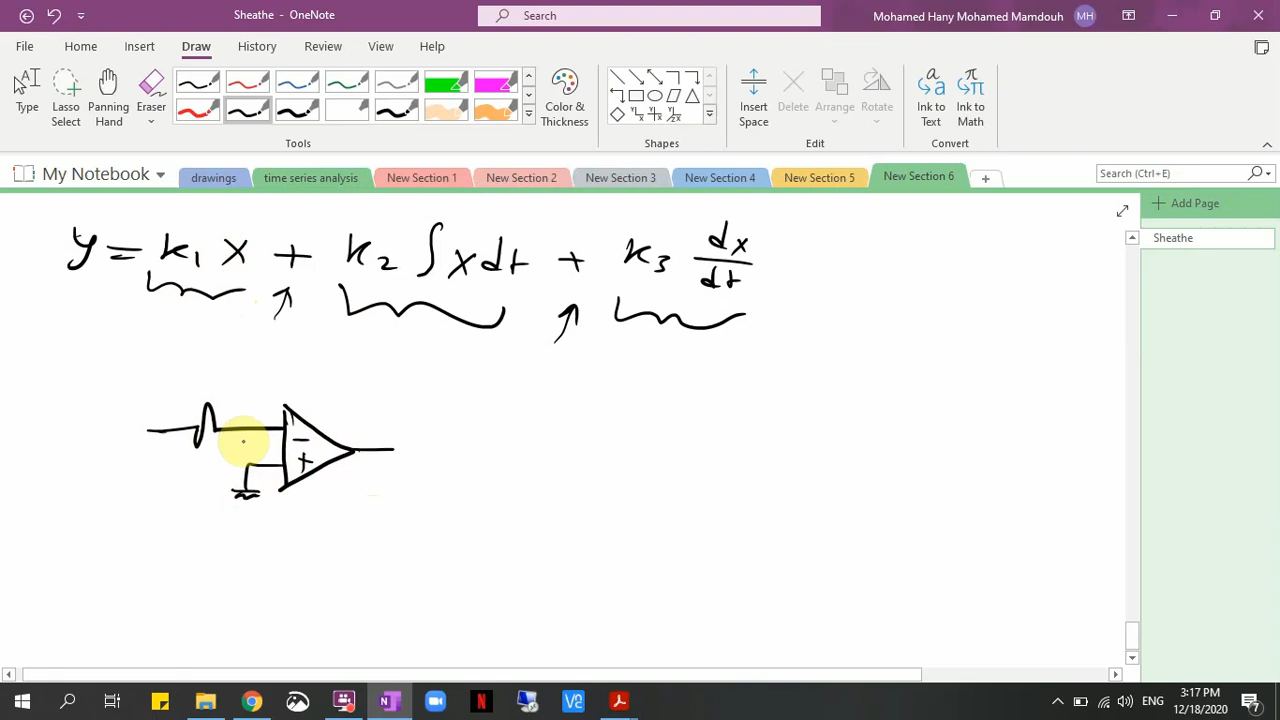 Sheathe - OneNote
Search
Mohamed Hany Mohamed Mamdouh MH
File Home Insert Draw History Review View Help
Type Lasso Select Panning Hand Eraser Color & Thickness Insert Space Delete Arrange Rotate Ink to Text Ink to Math
Tools Shapes Edit Convert
My Notebook drawings time series analysis New Section 1 New Section 2 New Section 3 New Section 4 New Section 5 New Section 6 Search (Ctrl+E)
Add Page
Sheathe
y = k₁ x + k₂ ∫ x dt + k₃ dx/dt
−
+
ENG 3:17 PM
12/18/2020 7